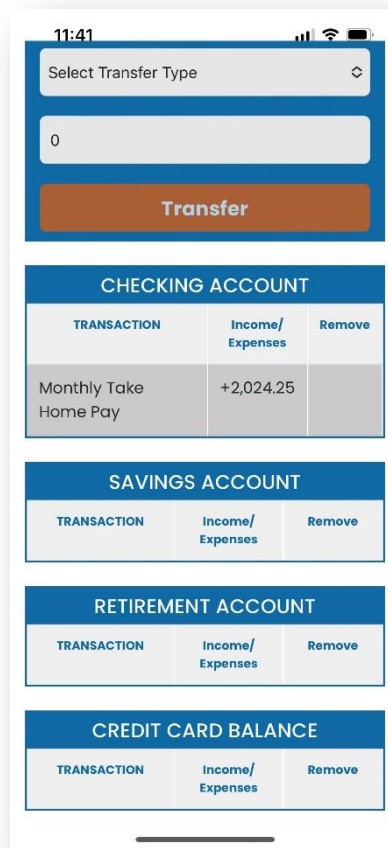 11:41
Select Transfer Type
0
Transfer
CHECKING ACCOUNT
TRANSACTION Income/ Remove
Expenses
Monthly Take +2,024.25
Home Pay
SAVINGS ACCOUNT
TRANSACTION Income/ Remove
Expenses
RETIREMENT ACCOUNT
TRANSACTION Income/ Remove
Expenses
CREDIT CARD BALANCE
TRANSACTION Income/ Remove
Expenses